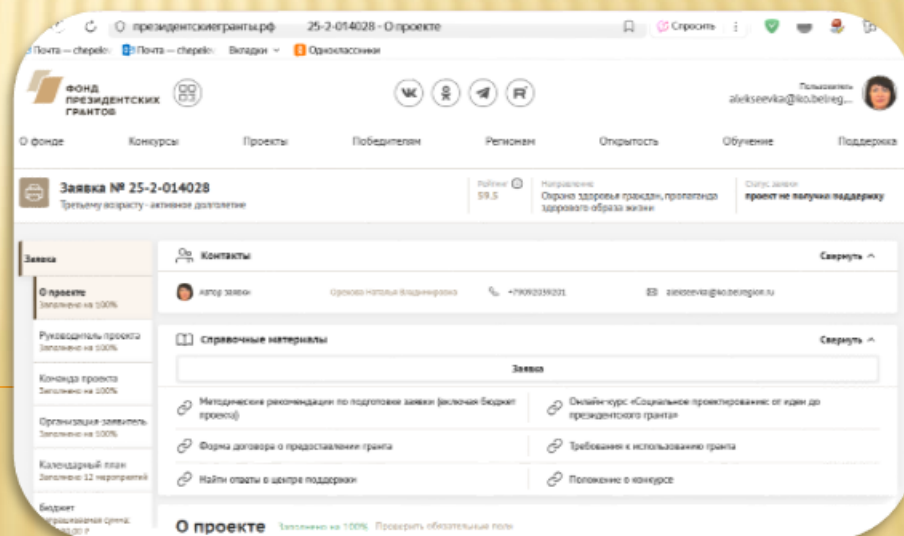 президентскиегранты.рф 25-2-014028 - О проекте Спросить
Почта — chepelev Почта — chepelev Вкладки Одноклассники
ФОНД
ПРЕЗИДЕНТСКИХ
ГРАНТОВ
Пользователь
alekseevka@ko.belreg...
О фонде Конкурсы Проекты Победителям Регионам Открытость Обучение Поддержка
Заявка № 25-2-014028
Третьему возрасту - активное долголетие
Рейтинг
59.5
Направление
Охрана здоровья граждан, пропаганда
здорового образа жизни
Статус заявки
проект не получил поддержку
Заявка
О проекте
Заполнено на 100%
Руководитель проекта
Заполнено на 100%
Команда проекта
Заполнено на 100%
Организация-заявитель
Заполнено на 100%
Календарный план
Заполнено 12 мероприятий
Бюджет
Запрашиваемая сумма:
Контакты Свернуть
Автор заявки Орехова Наталья Владимировна +79092039201 alekseevka@ko.belregion.ru
Справочные материалы Свернуть
Заявка
Методические рекомендации по подготовке заявки (включая бюджет
проекта)
Онлайн-курс «Социальное проектирование: от идеи до
президентского гранта»
Форма договора о предоставлении гранта
Требования к использованию гранта
Найти ответы в центре поддержки
Положение о конкурсе
О проекте Заполнено на 100% Проверить обязательные поля